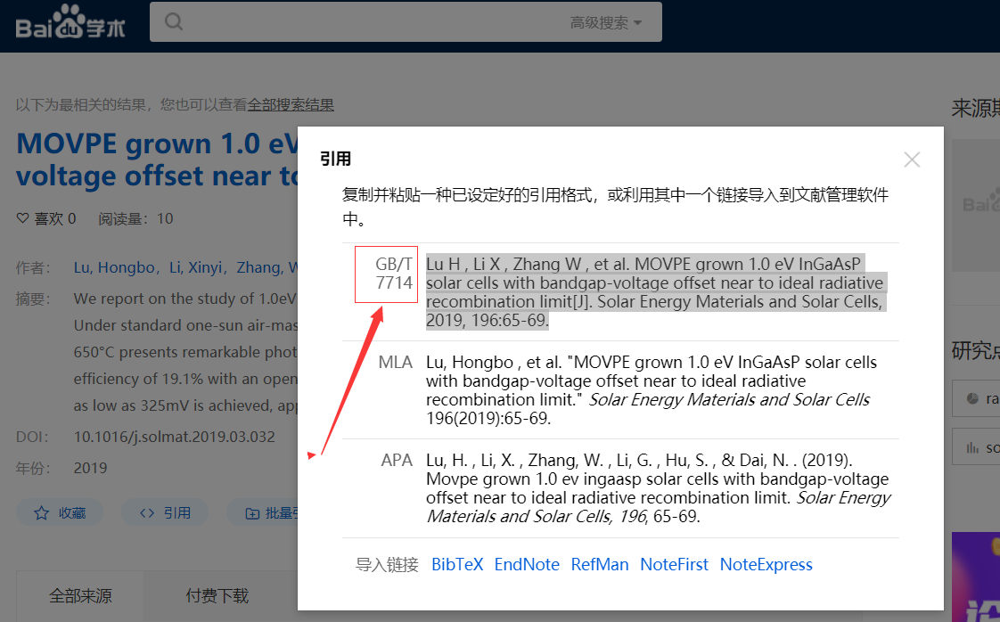 Bai du 学术
高级搜索
以下为最相关的结果，您也可以查看全部搜索结果
来源期
MOVPE grown 1.0 eV
voltage offset near to
喜欢 0 阅读量：10
作者： Lu, Hongbo, Li, Xinyi, Zhang, W
摘要： We report on the study of 1.0eV
Under standard one-sun air-mas
650°C presents remarkable phot
efficiency of 19.1% with an open
as low as 325mV is achieved, app
DOI： 10.1016/j.solmat.2019.03.032
年份： 2019
收藏 引用 批量引
全部来源 付费下载
引用
复制并粘贴一种已设定好的引用格式，或利用其中一个链接导入到文献管理软件
中。
GB/T
7714
Lu H , Li X , Zhang W , et al. MOVPE grown 1.0 eV InGaAsP
solar cells with bandgap-voltage offset near to ideal radiative
recombination limit[J]. Solar Energy Materials and Solar Cells,
2019, 196:65-69.
MLA
Lu, Hongbo , et al. "MOVPE grown 1.0 eV InGaAsP solar cells
with bandgap-voltage offset near to ideal radiative
recombination limit." Solar Energy Materials and Solar Cells
196(2019):65-69.
APA
Lu, H. , Li, X. , Zhang, W. , Li, G. , Hu, S. , & Dai, N. . (2019).
Movpe grown 1.0 ev ingaasp solar cells with bandgap-voltage
offset near to ideal radiative recombination limit. Solar Energy
Materials and Solar Cells, 196, 65-69.
导入链接 BibTeX EndNote RefMan NoteFirst NoteExpress
Bai
研究点
ra
so
论